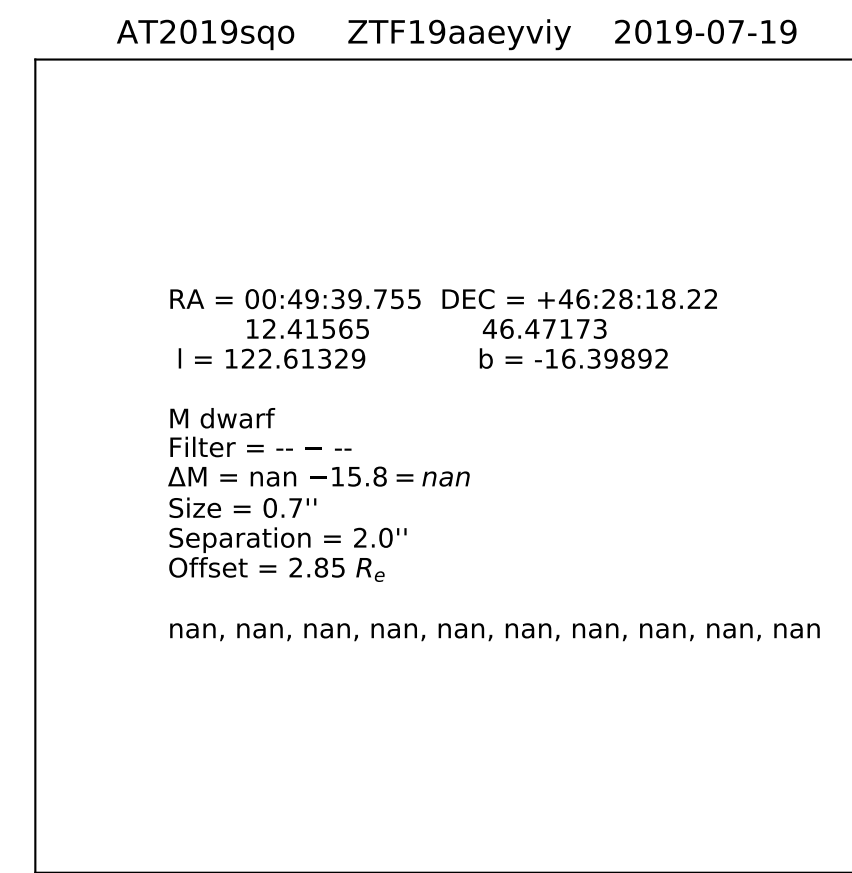 AT2019sqo ZTF19aaeyviy 2019-07-19
RA = 00:49:39.755 DEC = +46:28:18.22
12.41565 46.47173
l = 122.61329 b = -16.39892
M dwarf
Filter = -- − --
ΔM = nan −15.8 = nan
Size = 0.7''
Separation = 2.0''
Offset = 2.85 Re
nan, nan, nan, nan, nan, nan, nan, nan, nan, nan